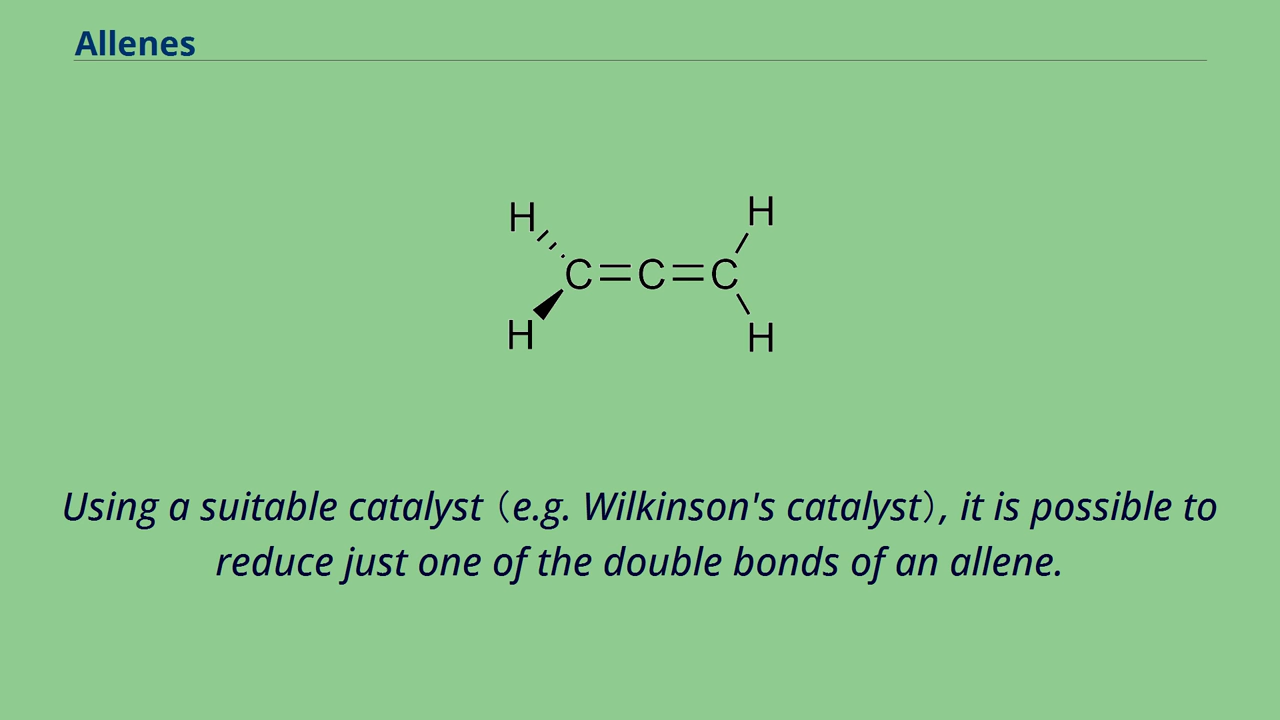 Allenes
H H
C=C=C
H H
Using a suitable catalyst（e.g. Wilkinson's catalyst）, it is possible to
reduce just one of the double bonds of an allene.